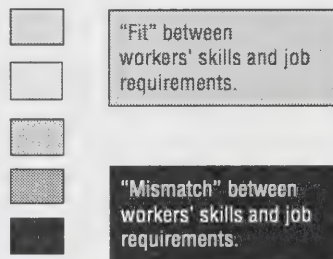 "Fit" between
workers' skills and job
requirements.
"Mismatch" between
workers' skills and job
requirements.